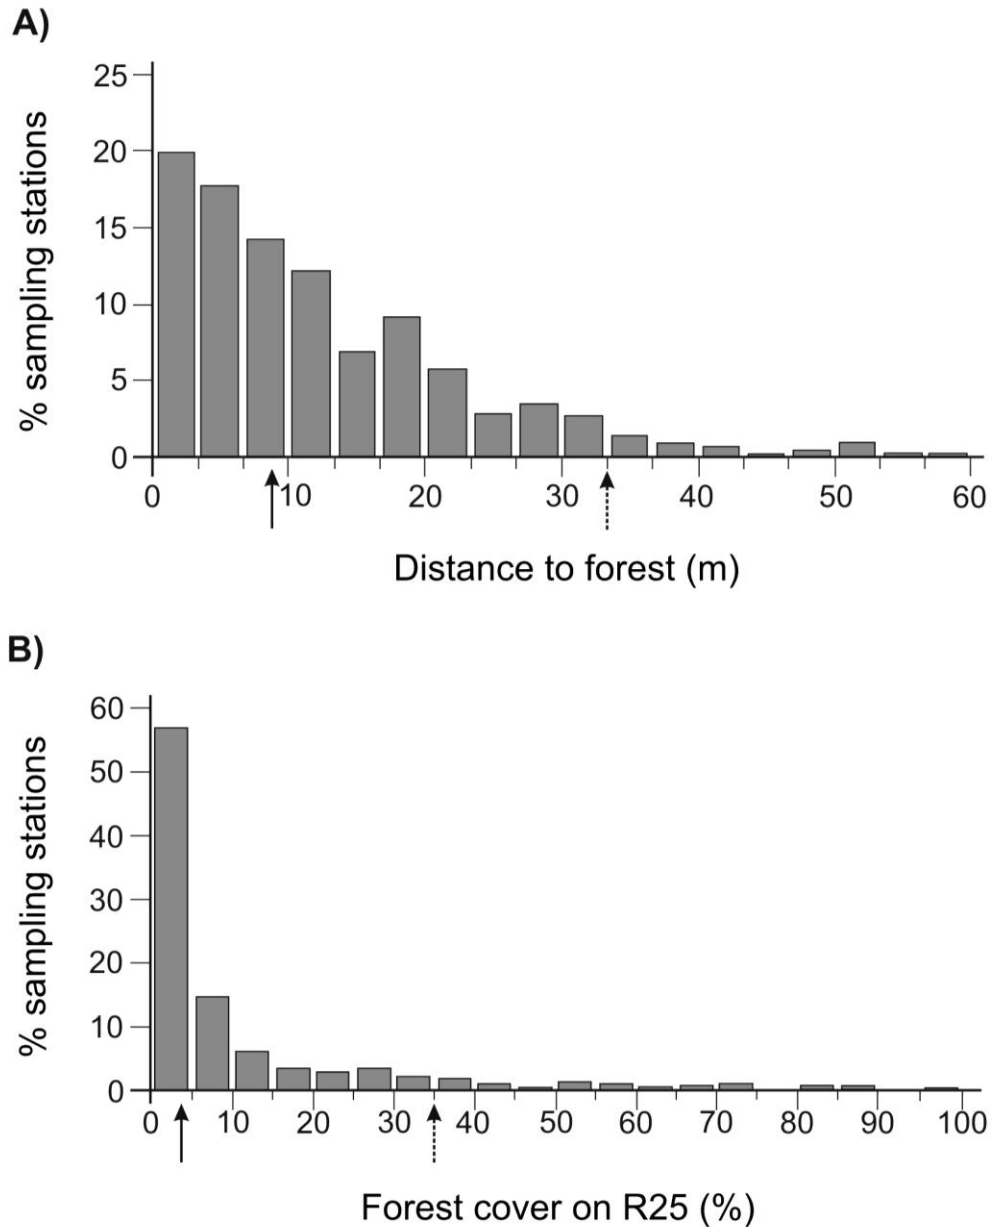 A)
% sampling stations
25
20
15
10
5
0
0 10 20 30 40 50 60
Distance to forest (m)
B)
% sampling stations
60
50
40
30
20
10
0
0 10 20 30 40 50 60 70 80 90 100
Forest cover on R25 (%)